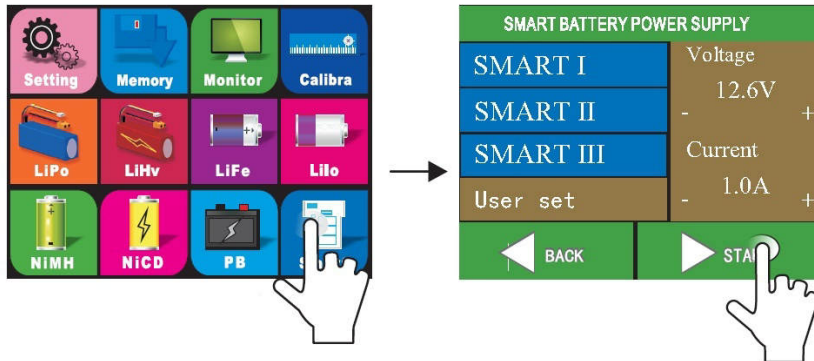 Setting Memory Monitor Calibra
LiPo LiHv LiFe LiIo
NiMH NiCD PB
SMART BATTERY POWER SUPPLY
SMART I
SMART II
SMART III
User set
Voltage
12.6V
- +
Current
1.0A
- +
BACK